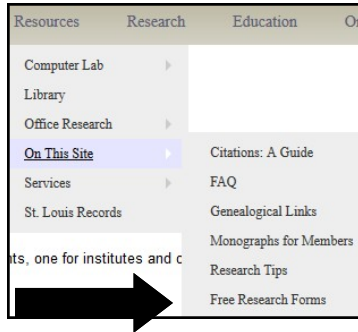 Resources Research Education
Computer Lab
Library
Office Research
On This Site
Services
St. Louis Records
Citations: A Guide
FAQ
Genealogical Links
Monographs for Members
Research Tips
Free Research Forms
one for institutes and